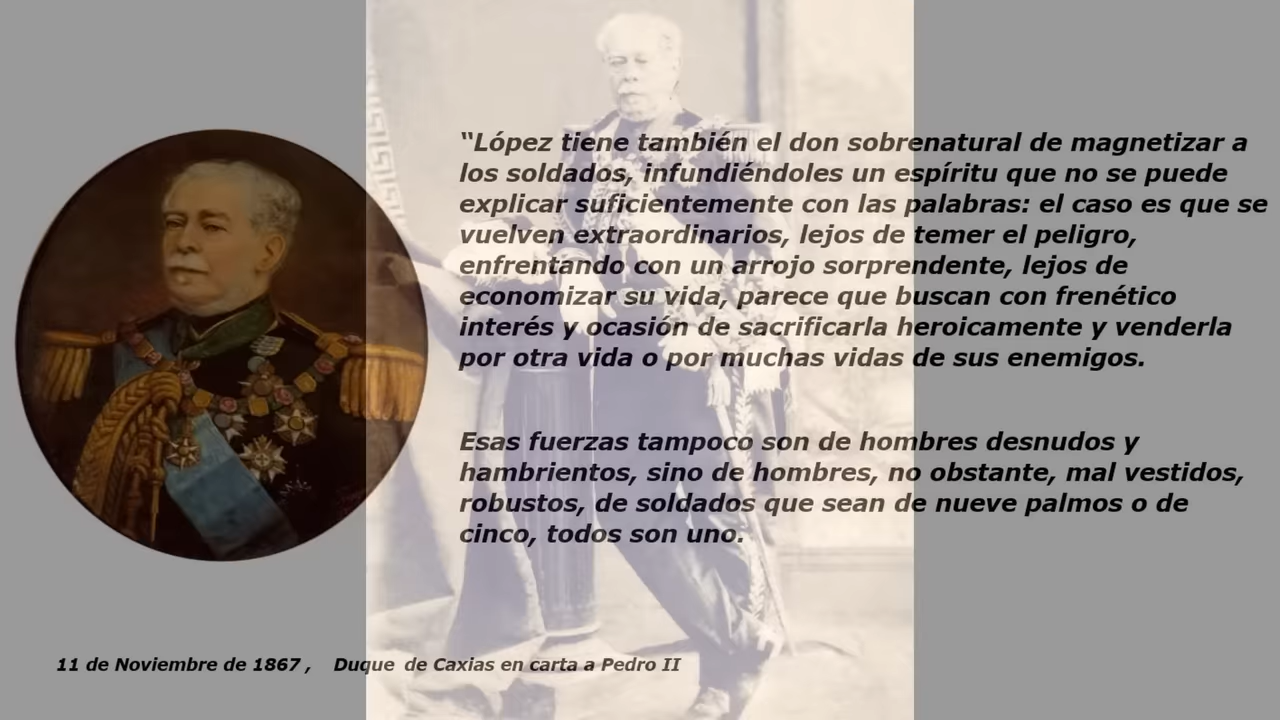 “López tiene también el don sobrenatural de magnetizar a
los soldados, infundiéndoles un espíritu que no se puede
explicar suficientemente con las palabras: el caso es que se
vuelven extraordinarios, lejos de temer el peligro,
enfrentando con un arrojo sorprendente, lejos de
economizar su vida, parece que buscan con frenético
interés y ocasión de sacrificarla heroicamente y venderla
por otra vida o por muchas vidas de sus enemigos.
Esas fuerzas tampoco son de hombres desnudos y
hambrientos, sino de hombres, no obstante, mal vestidos,
robustos, de soldados que sean de nueve palmos o de
cinco, todos son uno.
11 de Noviembre de 1867 , Duque de Caxias en carta a Pedro II